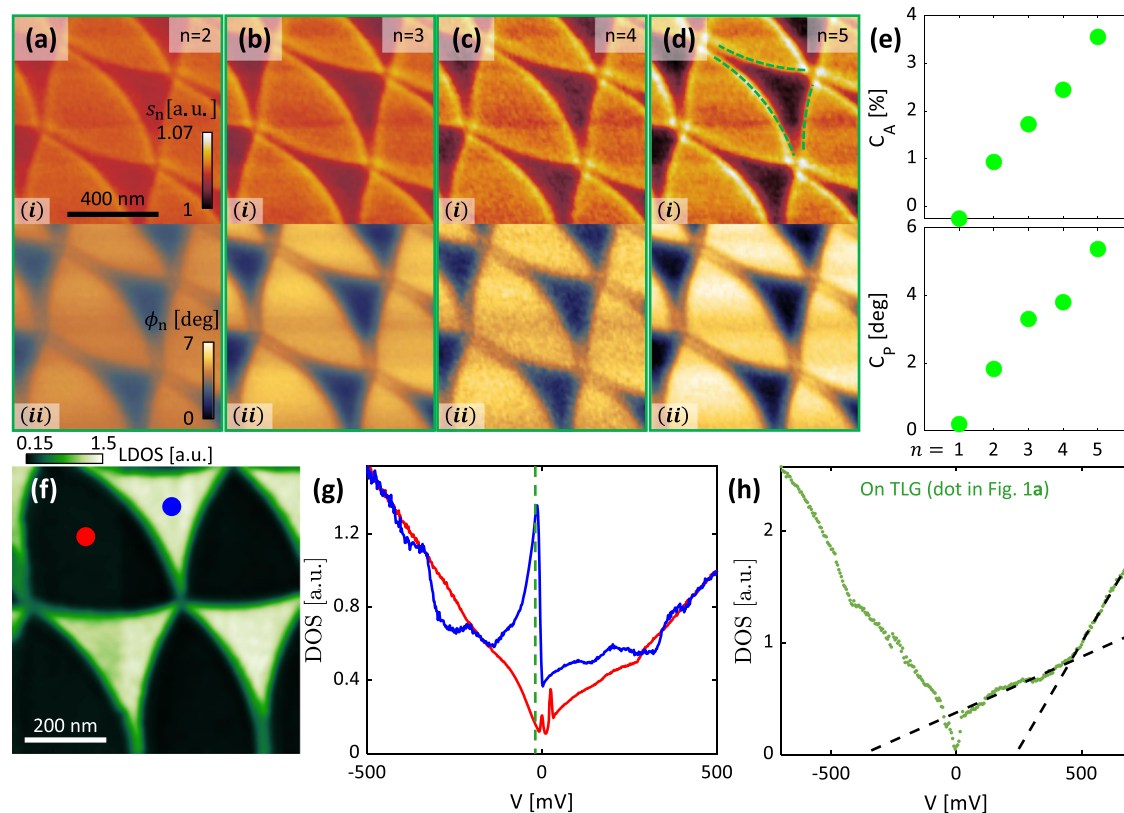 (a) n=2
s_n [a. u.]
1.07
1
400 nm
(i)
ϕ_n [deg]
7
0
(ii)
(b) n=3
(i)
(ii)
(c) n=4
(i)
(ii)
(d) n=5
(i)
(ii)
(e)
4
3
2
1
0
C_A [%]
6
4
2
0
C_P [deg]
n = 1 2 3 4 5
0.15 1.5
LDOS [a.u.]
(f)
200 nm
(g)
1.2
0.8
0.4
0
DOS [a.u.]
-500 0 500
V [mV]
(h)
On TLG (dot in Fig. 1a)
2
1
0
DOS [a.u.]
-500 0 500
V [mV]